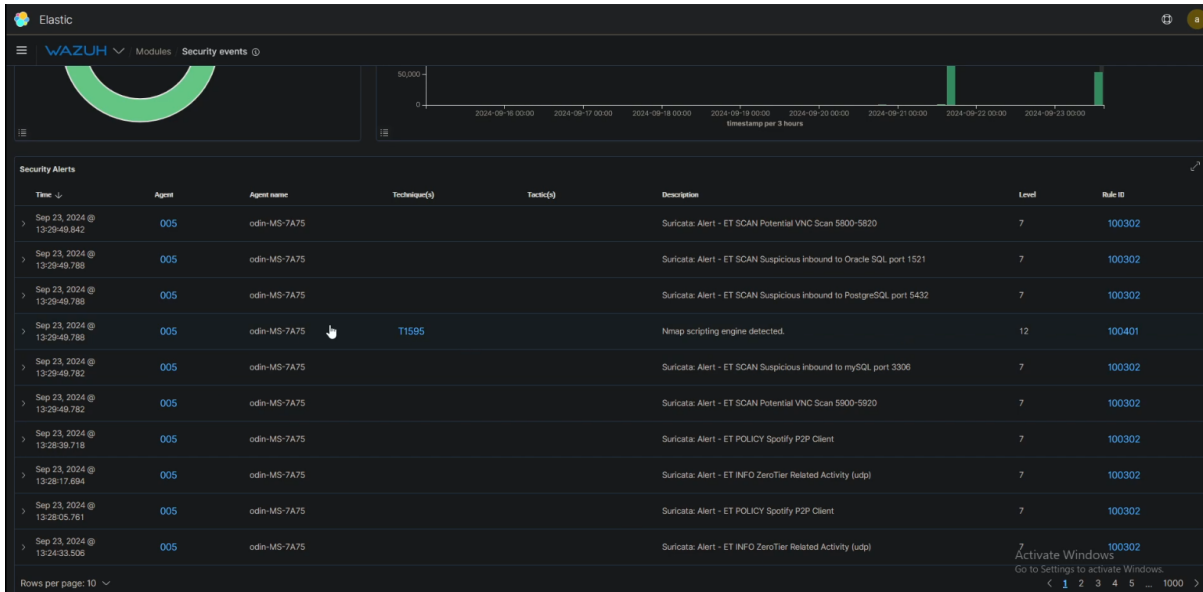 Elastic
a
WAZUH Modules Security events
50,000
0
2024-09-16 00:00 2024-09-17 00:00 2024-09-18 00:00 2024-09-19 00:00 2024-09-20 00:00 2024-09-21 00:00 2024-09-22 00:00 2024-09-23 00:00
timestamp per 3 hours
Security Alerts
Time Agent Agent name Technique(s) Tactic(s) Description Level Rule ID
Sep 23, 2024 @
13:29:49.842 005 odin-MS-7A75 Suricata: Alert - ET SCAN Potential VNC Scan 5800-5820 7 100302
Sep 23, 2024 @
13:29:49.788 005 odin-MS-7A75 Suricata: Alert - ET SCAN Suspicious inbound to Oracle SQL port 1521 7 100302
Sep 23, 2024 @
13:29:49.788 005 odin-MS-7A75 Suricata: Alert - ET SCAN Suspicious inbound to PostgreSQL port 5432 7 100302
Sep 23, 2024 @
13:29:49.788 005 odin-MS-7A75 T1595 Nmap scripting engine detected. 12 100401
Sep 23, 2024 @
13:29:49.782 005 odin-MS-7A75 Suricata: Alert - ET SCAN Suspicious inbound to mySQL port 3306 7 100302
Sep 23, 2024 @
13:29:49.782 005 odin-MS-7A75 Suricata: Alert - ET SCAN Potential VNC Scan 5900-5920 7 100302
Sep 23, 2024 @
13:28:39.718 005 odin-MS-7A75 Suricata: Alert - ET POLICY Spotify P2P Client 7 100302
Sep 23, 2024 @
13:28:17.694 005 odin-MS-7A75 Suricata: Alert - ET INFO ZeroTier Related Activity (udp) 7 100302
Sep 23, 2024 @
13:28:05.761 005 odin-MS-7A75 Suricata: Alert - ET POLICY Spotify P2P Client 7 100302
Sep 23, 2024 @
13:24:33.506 005 odin-MS-7A75 Suricata: Alert - ET INFO ZeroTier Related Activity (udp) 7 100302
Activate Windows
Go to Settings to activate Windows.
Rows per page: 10 < 1 2 3 4 5 ... 1000 >